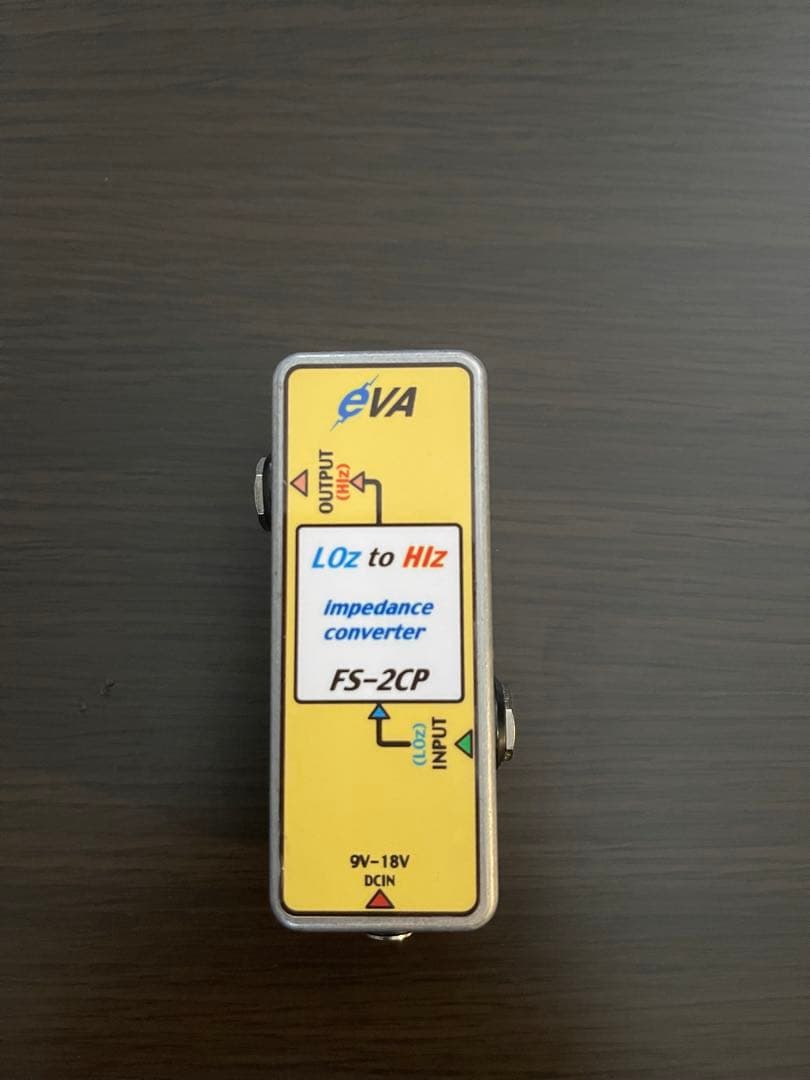 eVA
OUTPUT
(HIz)
LOz to HIz
impedance
converter
FS-2CP
(LOz)
INPUT
9V-18V
DCIN